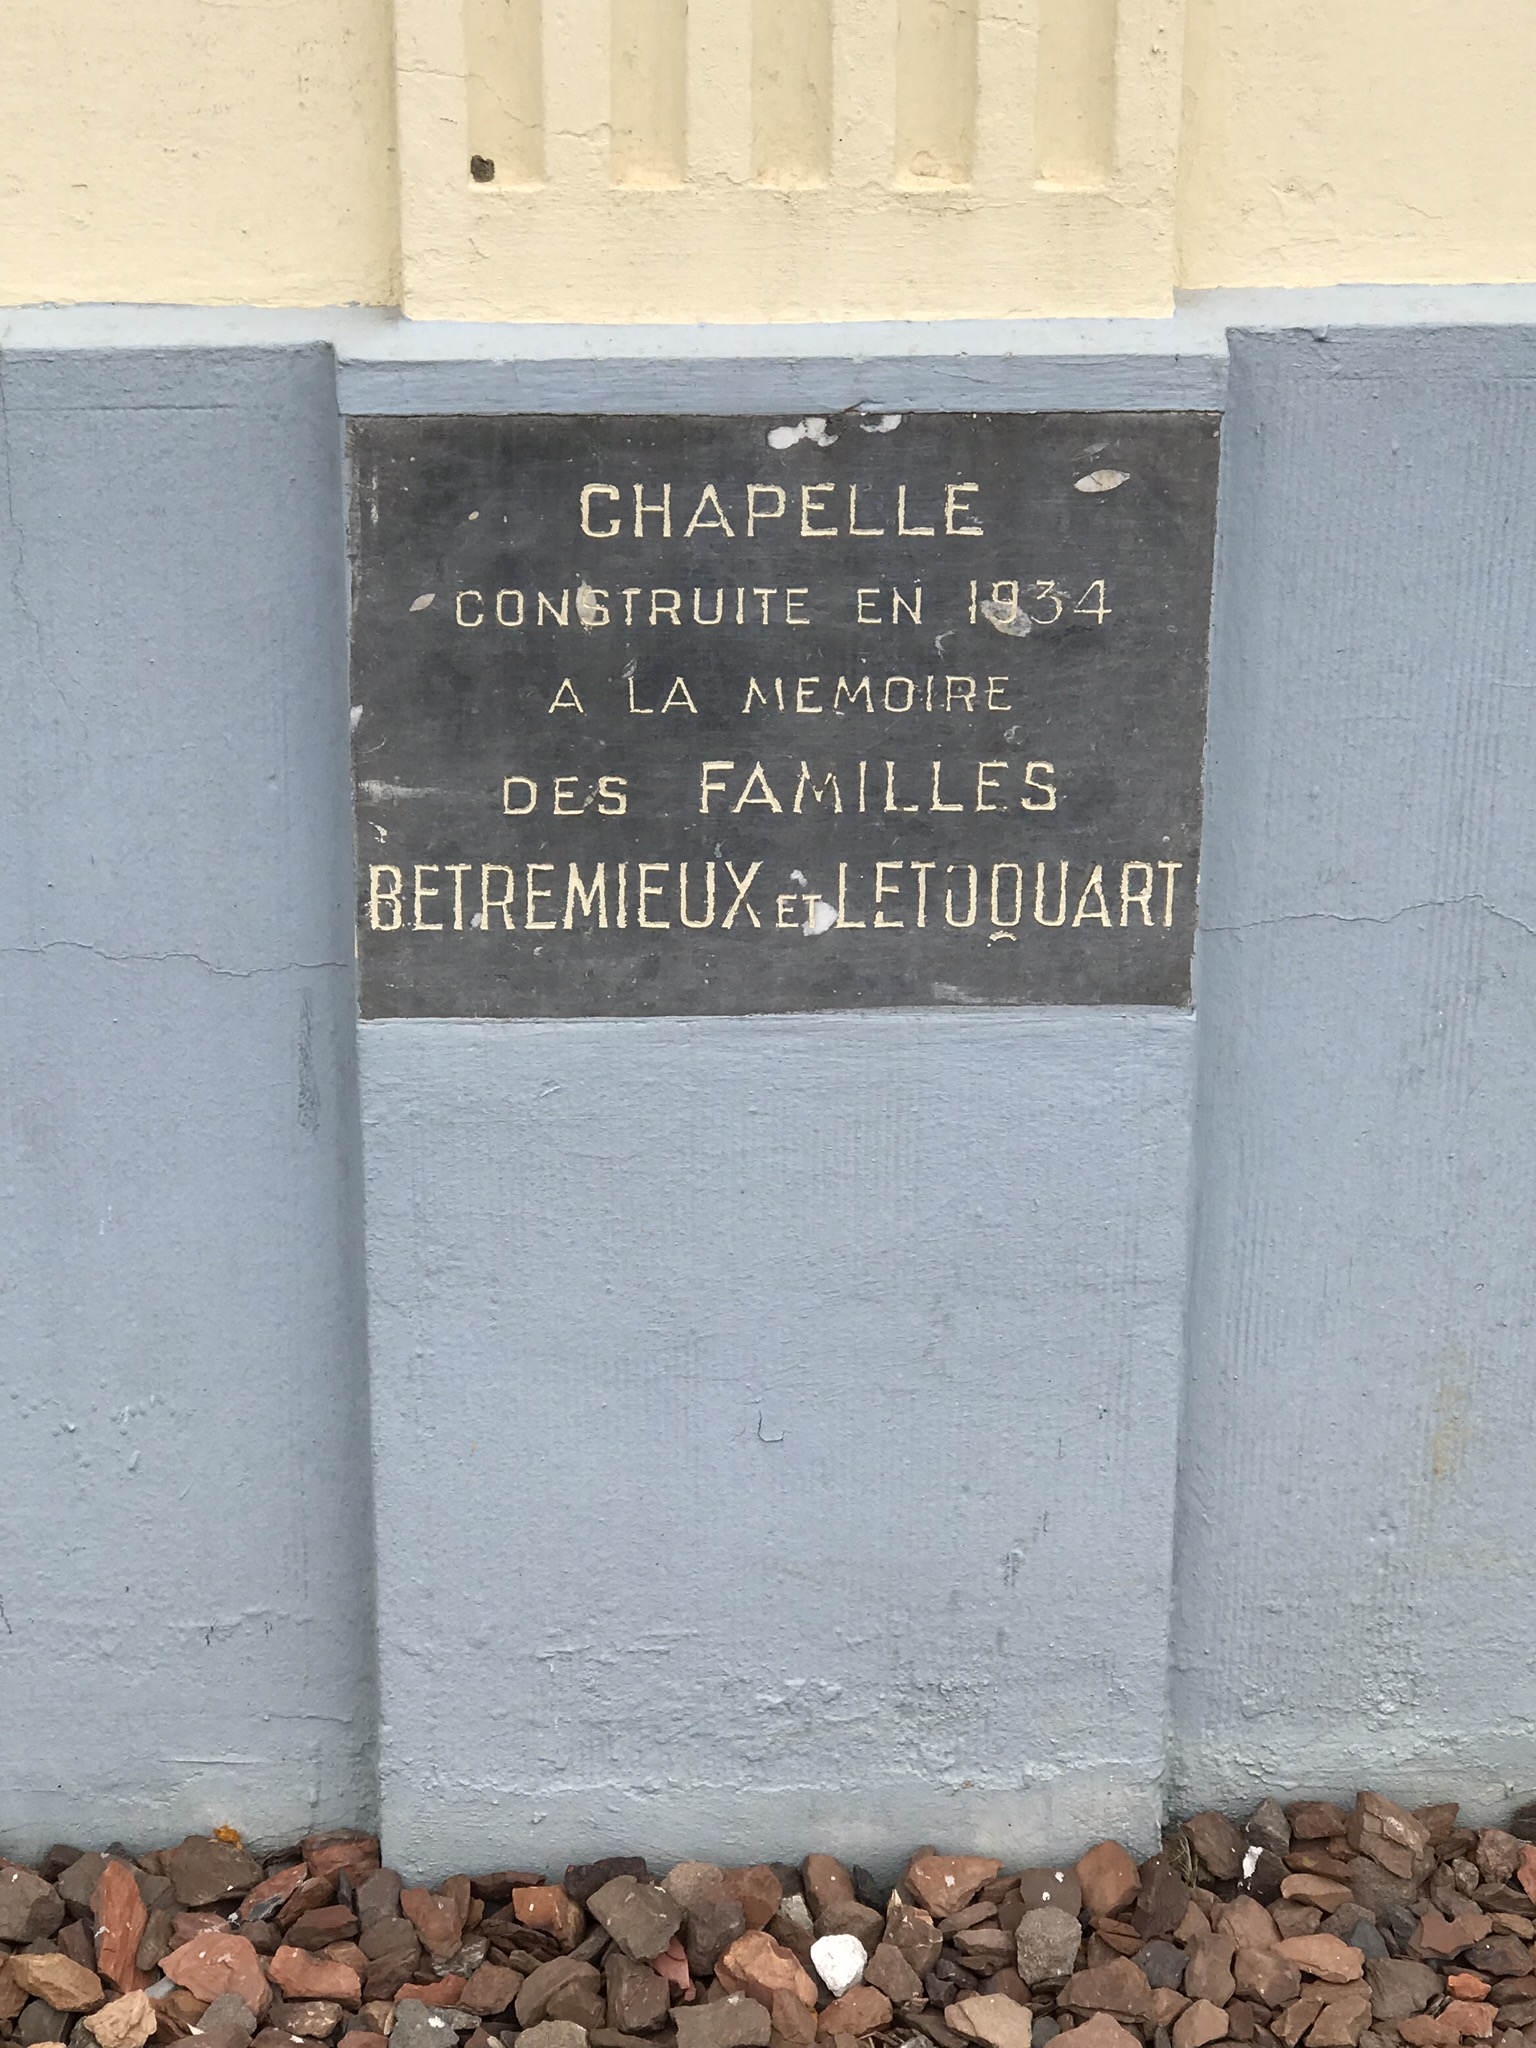 CHAPELLE
CONSTRUITE EN 1934
A LA MEMOIRE
DES FAMILLES
BETREMIEUX ET LETOQUART